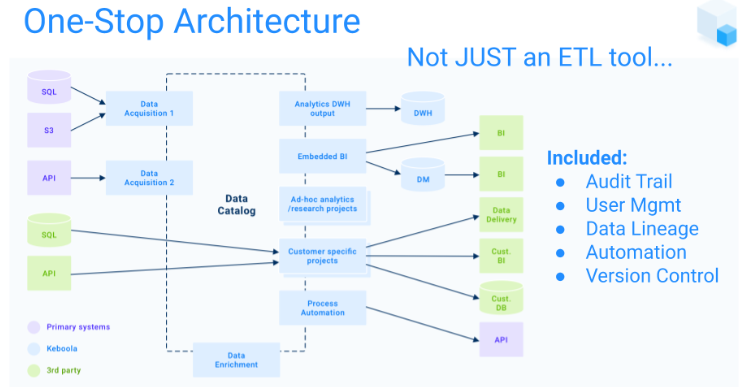 One-Stop Architecture
Not JUST an ETL tool...
SQL
S3
API
SQL
API
Data
Acquisition 1
Data
Acquisition 2
Data
Catalog
Analytics DWH
output
Embedded BI
Ad-hoc analytics
/research projects
Customer specific
projects
Process
Automation
Data
Enrichment
DWH
DM
BI
BI
Data
Delivery
Cust.
BI
Cust.
DB
API
Primary systems
Keboola
3rd party
Included:
● Audit Trail
● User Mgmt
● Data Lineage
● Automation
● Version Control